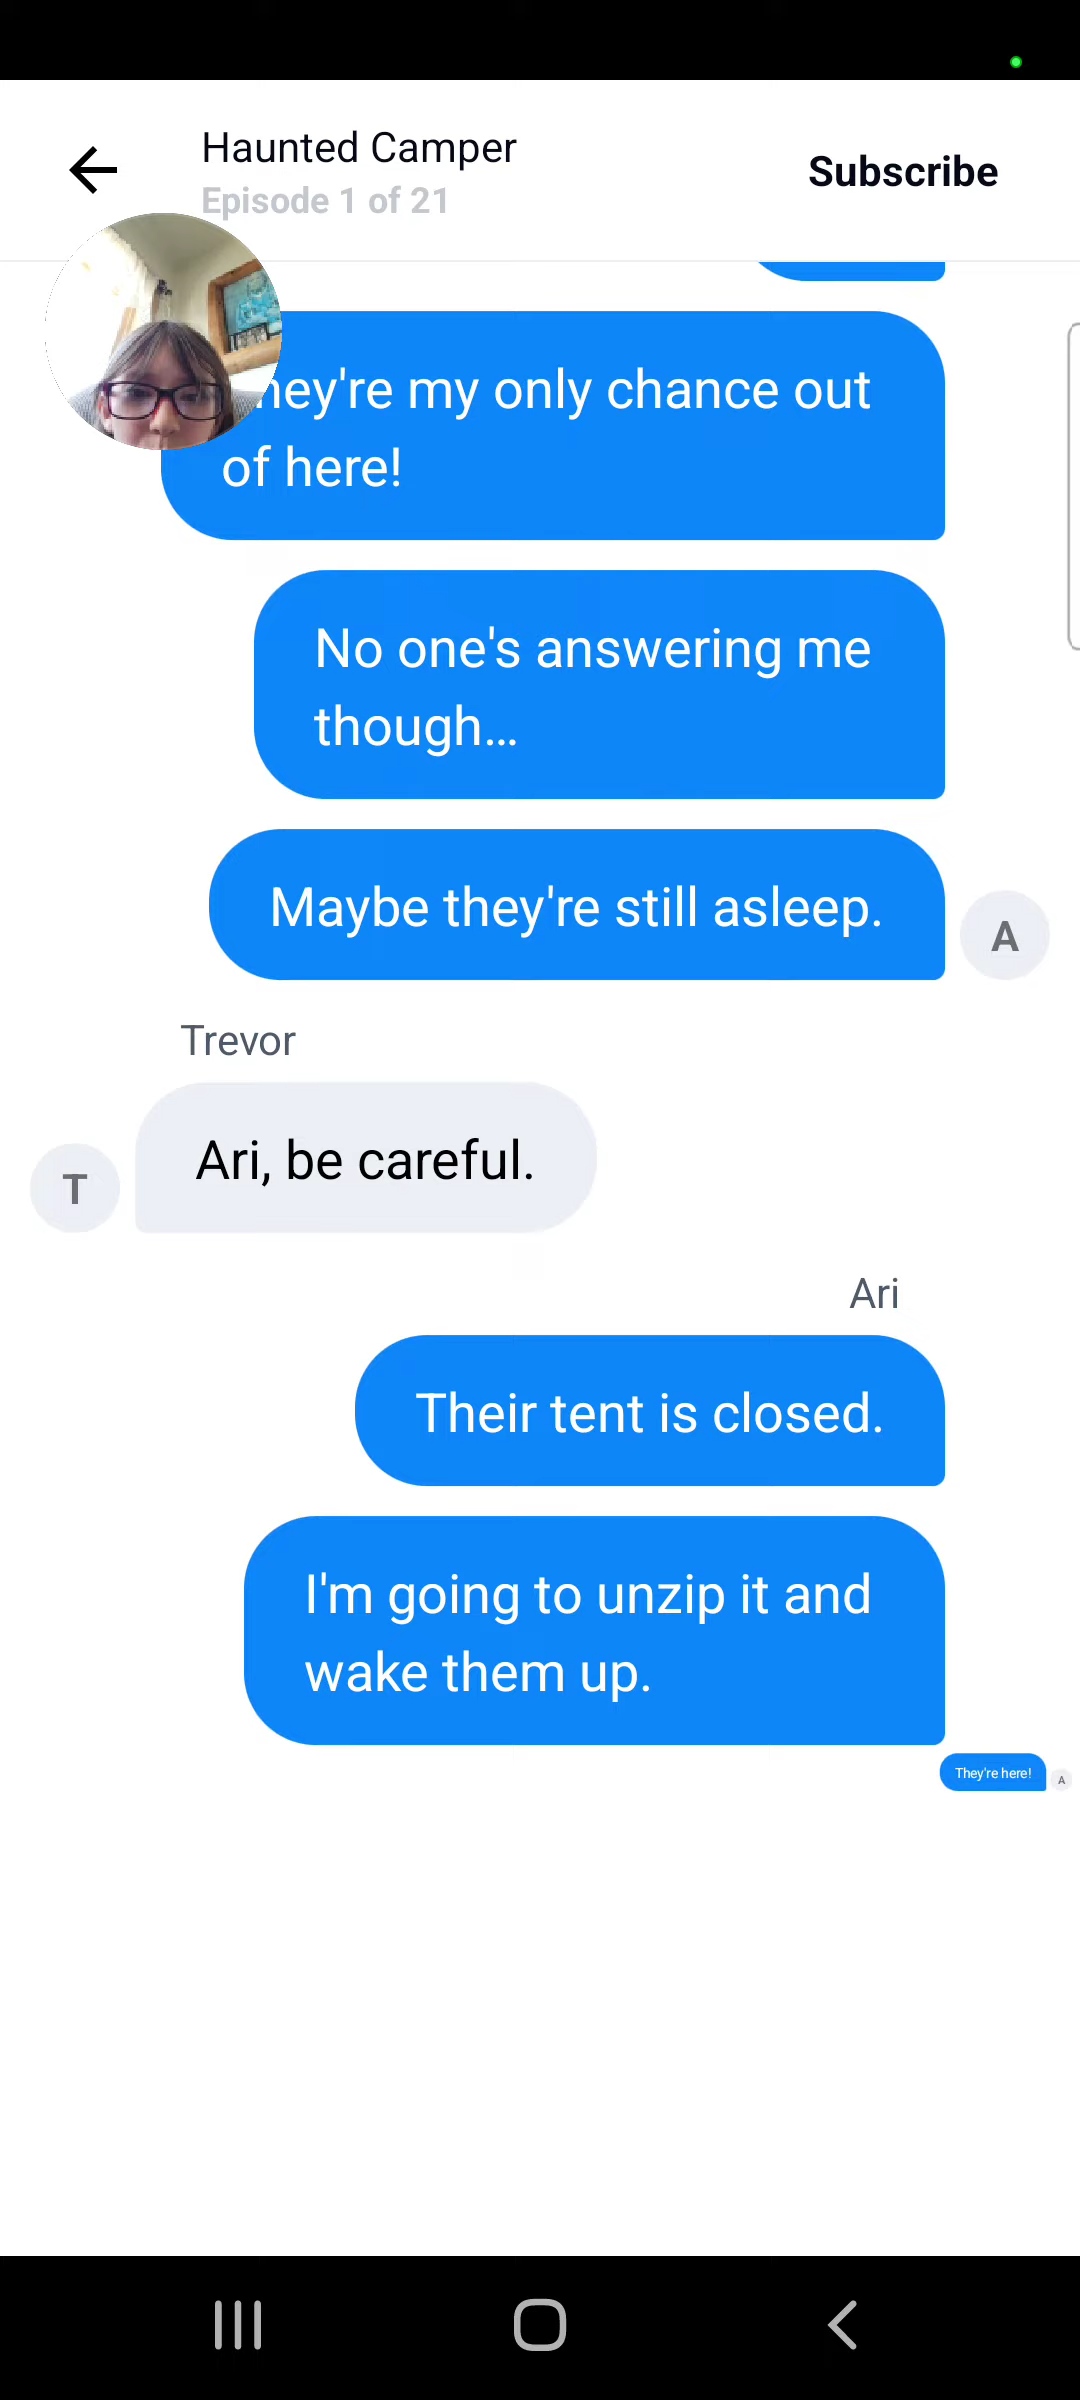 Haunted Camper
Episode 1 of 21
Subscribe
my only chance out
of here!
No one's answering me
though...
Maybe they're still asleep.
A
Trevor
Ari, be careful.
T
Ari
Their tent is closed.
I'm going to unzip it and
wake them up.
They're here!
A